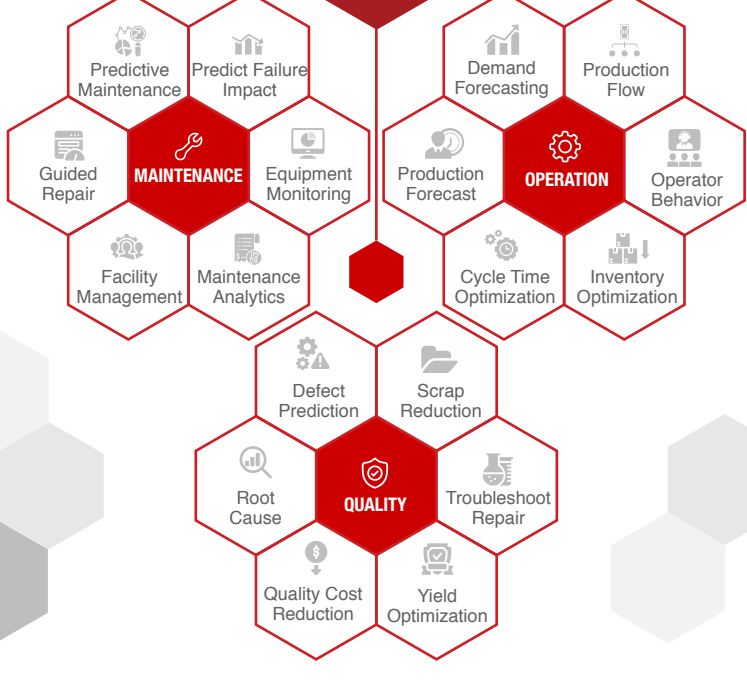 Predictive
Maintenance
Predict Failure
Impact
Guided
Repair
MAINTENANCE
Equipment
Monitoring
Facility
Management
Maintenance
Analytics
Demand
Forecasting
Production
Flow
Production
Forecast
OPERATION
Operator
Behavior
Cycle Time
Optimization
Inventory
Optimization
Defect
Prediction
Scrap
Reduction
Root
Cause
QUALITY
Troubleshoot
Repair
Quality Cost
Reduction
$
Yield
Optimization